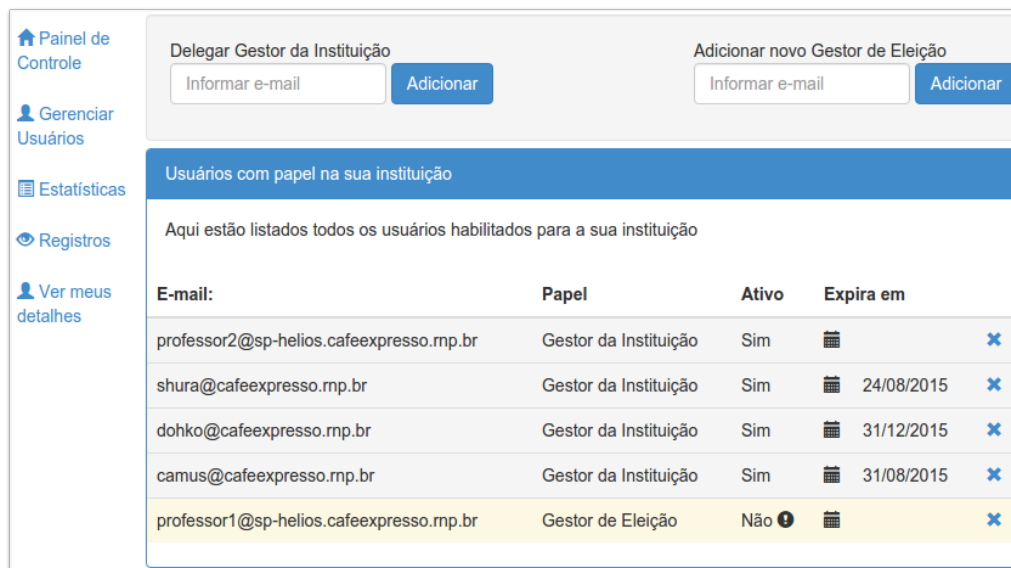 Painel de
Controle
Gerenciar
Usuários
Estatísticas
Registros
Ver meus
detalhes
Delegar Gestor da Instituição
Informar e-mail Adicionar
Adicionar novo Gestor de Eleição
Informar e-mail Adicionar
Usuários com papel na sua instituição
Aqui estão listados todos os usuários habilitados para a sua instituição
E-mail: Papel Ativo Expira em
professor2@sp-helios.cafeexpresso.rnp.br Gestor da Instituição Sim
shura@cafeexpresso.rnp.br Gestor da Instituição Sim 24/08/2015
dohko@cafeexpresso.rnp.br Gestor da Instituição Sim 31/12/2015
camus@cafeexpresso.rnp.br Gestor da Instituição Sim 31/08/2015
professor1@sp-helios.cafeexpresso.rnp.br Gestor de Eleição Não